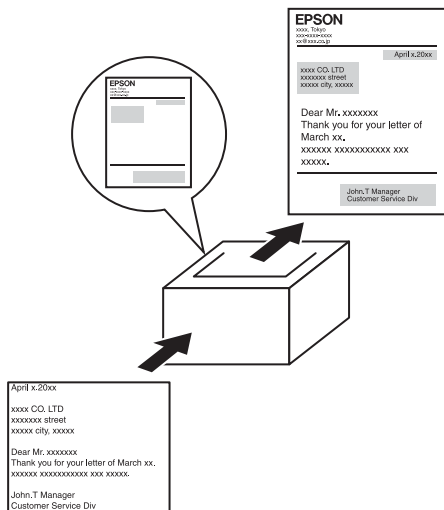 EPSON
xxxx, Tokyo
xxx-xxxx-xxxx
xx@xxx.co.jp
April x.20xx
xxxx CO. LTD
xxxxxxx street
xxxxx city, xxxxx
Dear Mr. xxxxxxx
Thank you for your letter of
March xx.
xxxxxx xxxxxxxxxxx xxx
xxxxx.
John.T Manager
Customer Service Div
EPSON
April x.20xx
xxxx CO. LTD
xxxxxxx street
xxxxx city, xxxxx
Dear Mr. xxxxxxx
Thank you for your letter of March xx.
xxxxxx xxxxxxxxxxx xxx xxxxx.
John.T Manager
Customer Service Div